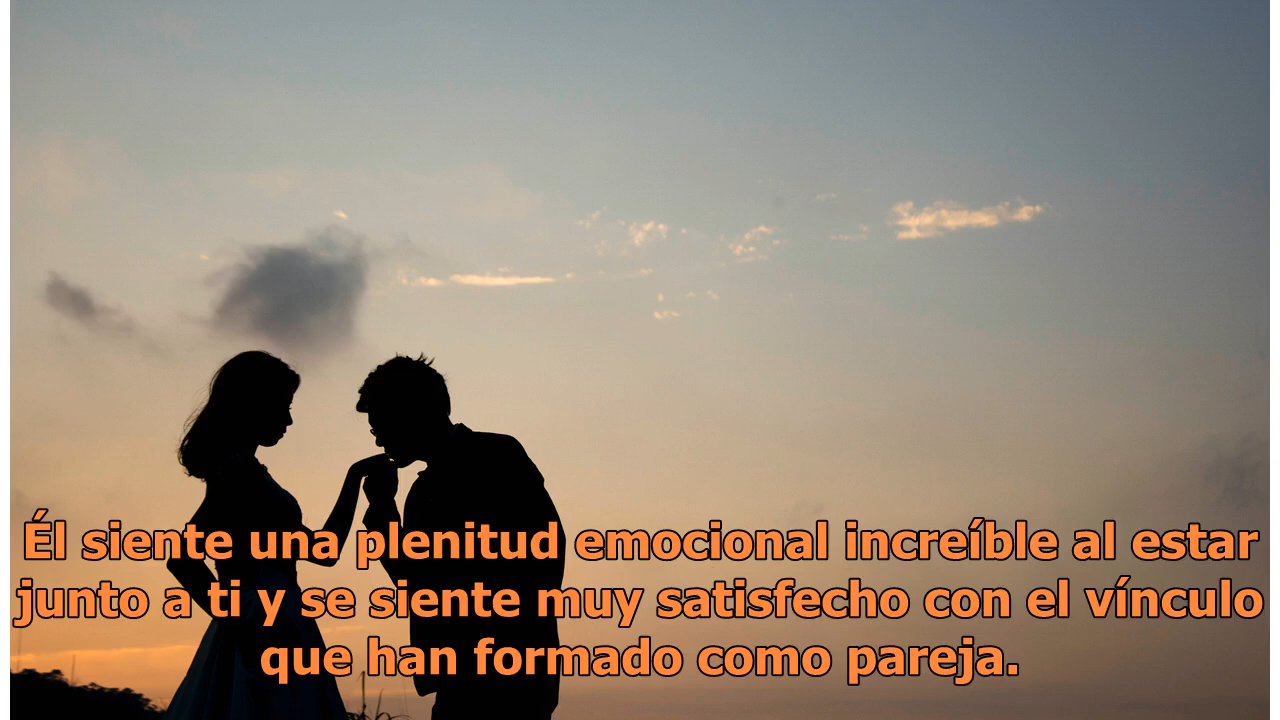 Él siente una plenitud emocional increíble al estar
junto a ti y se siente muy satisfecho con el vínculo
que han formado como pareja.